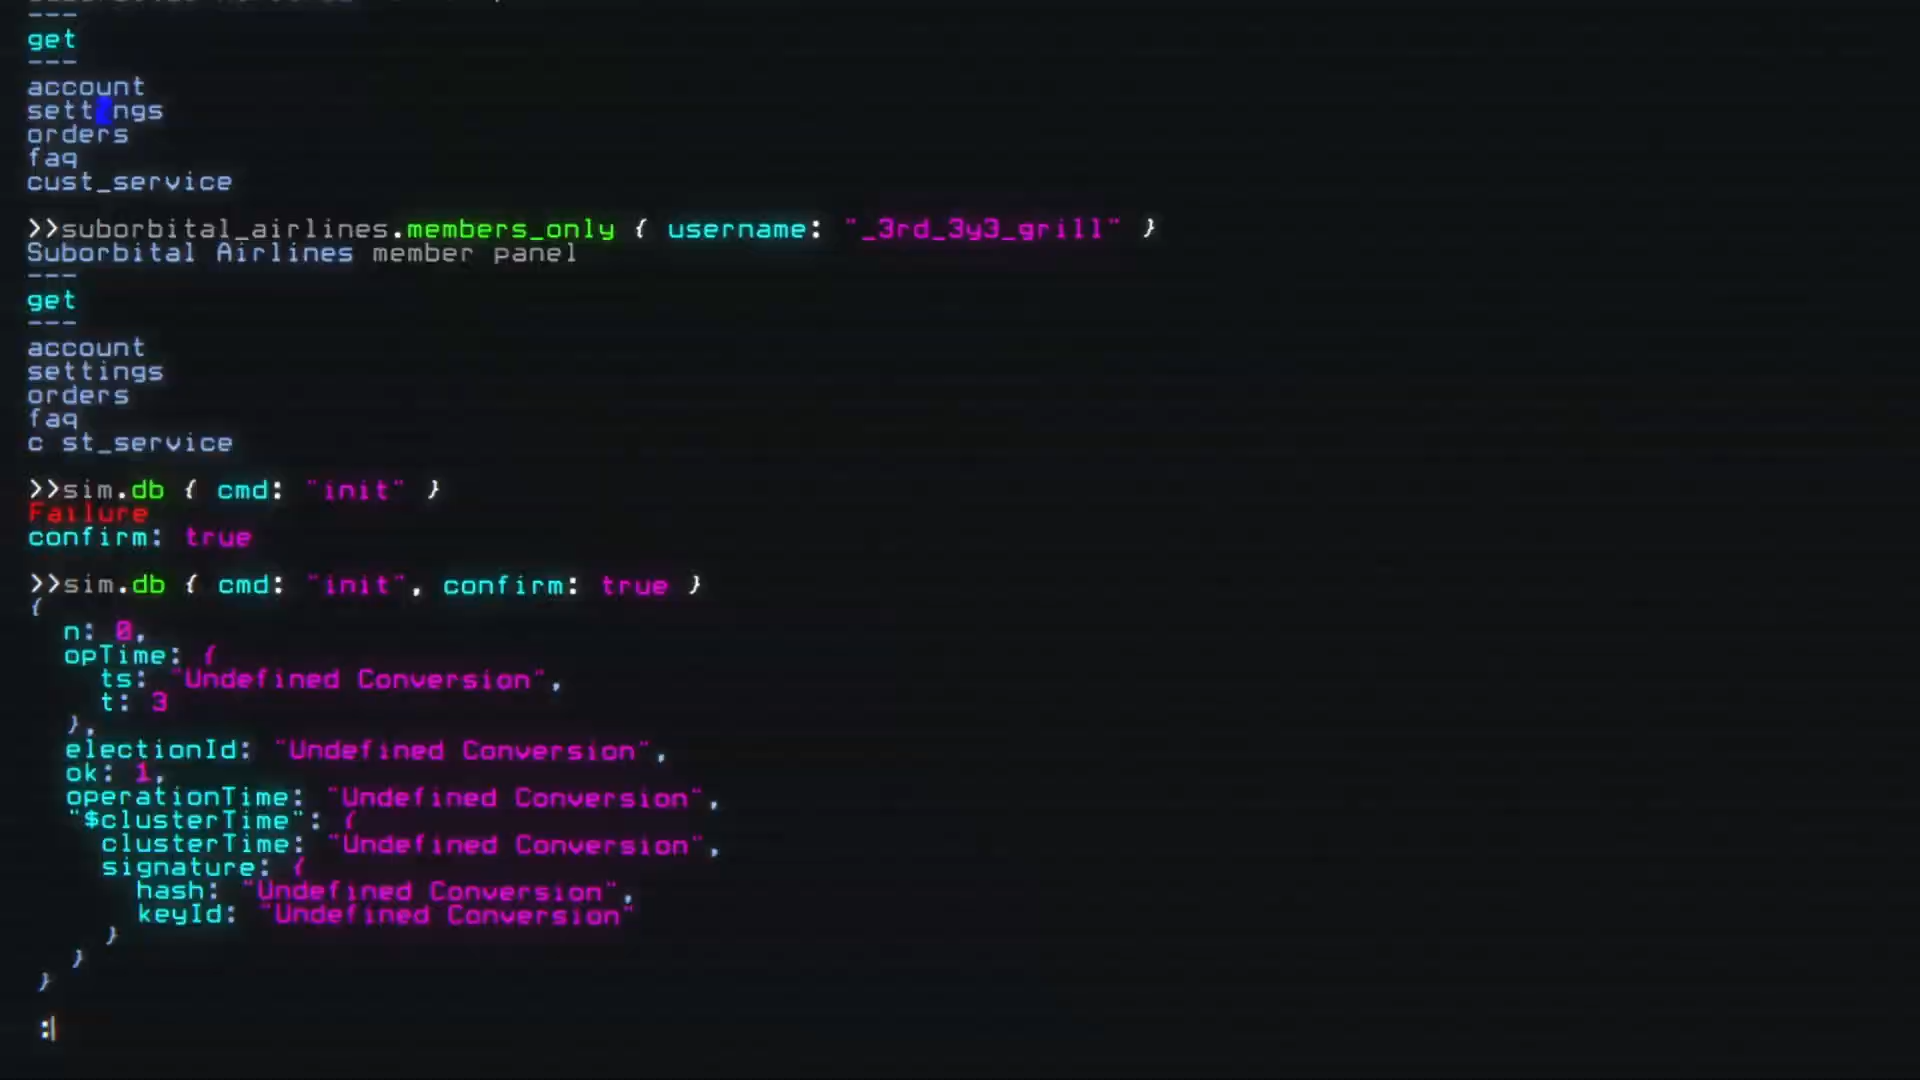 ---
get
---
account
sett ngs
orders
faq
cust_service
>>suborbital_airlines.members_only { username: "_3rd_3y3_grill" }
Suborbital Airlines member panel
---
get
---
account
settings
orders
faq
c st_service
>>sim.db { cmd: "init" }
Failure
confirm: true
>>sim.db { cmd: "init", confirm: true }
{
n: 0,
opTime: {
ts: "Undefined Conversion",
t: 3
},
electionId: "Undefined Conversion",
ok: 1,
operationTime: "Undefined Conversion",
"$clusterTime": {
clusterTime: "Undefined Conversion",
signature: {
hash: "Undefined Conversion",
keyId: "Undefined Conversion"
}
}
}
:|